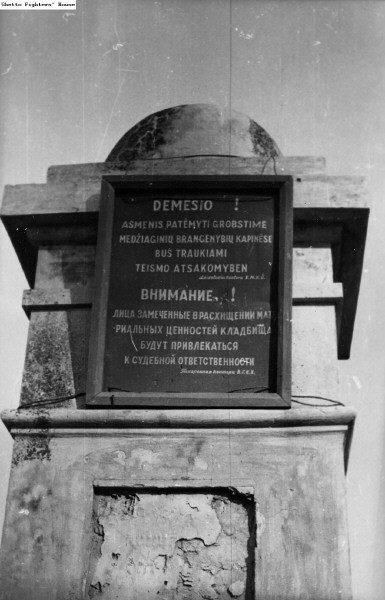 Ghetto Fighters' House
DEMESIO !
ASMENIS PATĖMYTI GROBSTIME
MEDŽIAGINIŲ BRANGENYBIŲ KAPINĖSE
BUS TRAUKIAMI
TEISMO ATSAKOMYBEN
ВНИМАНИЕ !
ЛИЦА ЗАМЕЧЕННЫЕ В РАСХИЩЕНИИ МАТ
РИАЛЬНЫХ ЦЕННОСТЕЙ КЛАДБИЩА
БУДУТ ПРИВЛЕКАТЬСЯ
К СУДЕБНОЙ ОТВЕТСТВЕННОСТИ